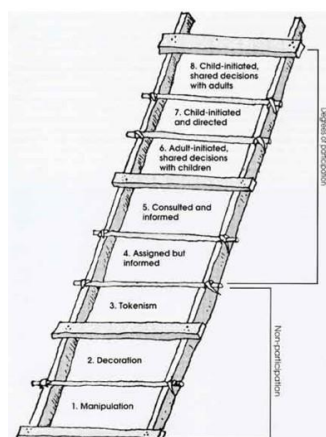 8. Child-initiated,
shared decisions
with adults
7. Child-initiated
and directed
6. Adult-initiated,
shared decisions
with children
5. Consulted and
informed
4. Assigned but
informed
3. Tokenism
2. Decoration
1. Manipulation
Degrees of participation
Non-participation